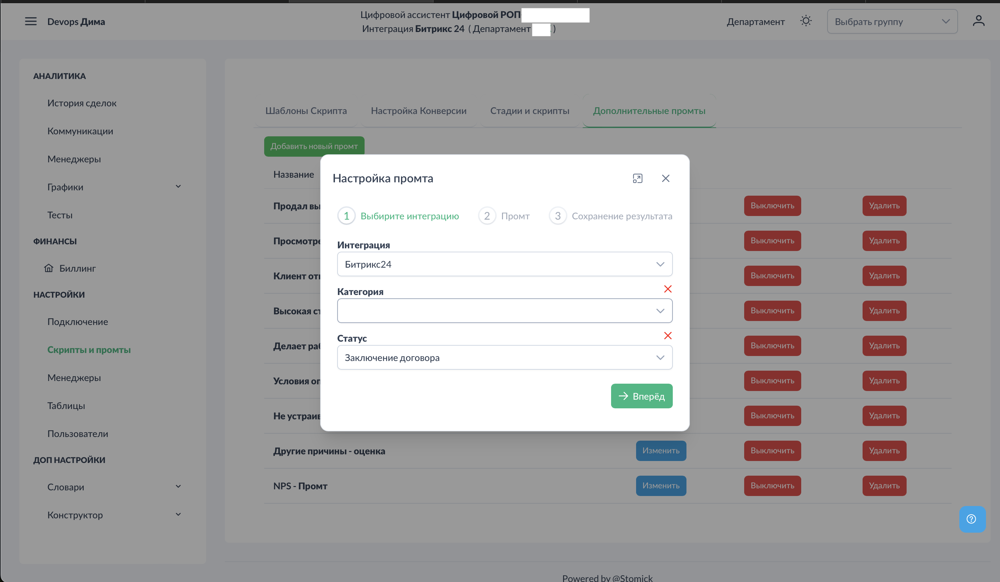 Devops Дима
Цифровой ассистент Цифровой РОП
Интеграция Битрикс 24 ( Департамент )
Департамент
Выбрать группу
АНАЛИТИКА
История сделок
Коммуникации
Менеджеры
Графики
Тесты
ФИНАНСЫ
Биллинг
НАСТРОЙКИ
Подключение
Скрипты и промты
Менеджеры
Таблицы
Пользователи
ДОП НАСТРОЙКИ
Словари
Конструктор
Шаблоны Скрипта
Настройка Конверсии
Стадии и скрипты
Дополнительные промты
Добавить новый промт
Название
Продал вы
Выключить
Удалить
Просмотре
Выключить
Удалить
Клиент от
Выключить
Удалить
Высокая ст
Выключить
Удалить
Делает ра
Выключить
Удалить
Условия оп
Выключить
Удалить
Не устраив
Выключить
Удалить
Другие причины - оценка
Изменить
Выключить
Удалить
NPS - Промт
Изменить
Выключить
Удалить
Настройка промта
1 Выбирите интеграцию
2 Промт
3 Сохранение результата
Интеграция
Битрикс24
Категория
Статус
Заключение договора
Вперёд
Powered by @Stomick